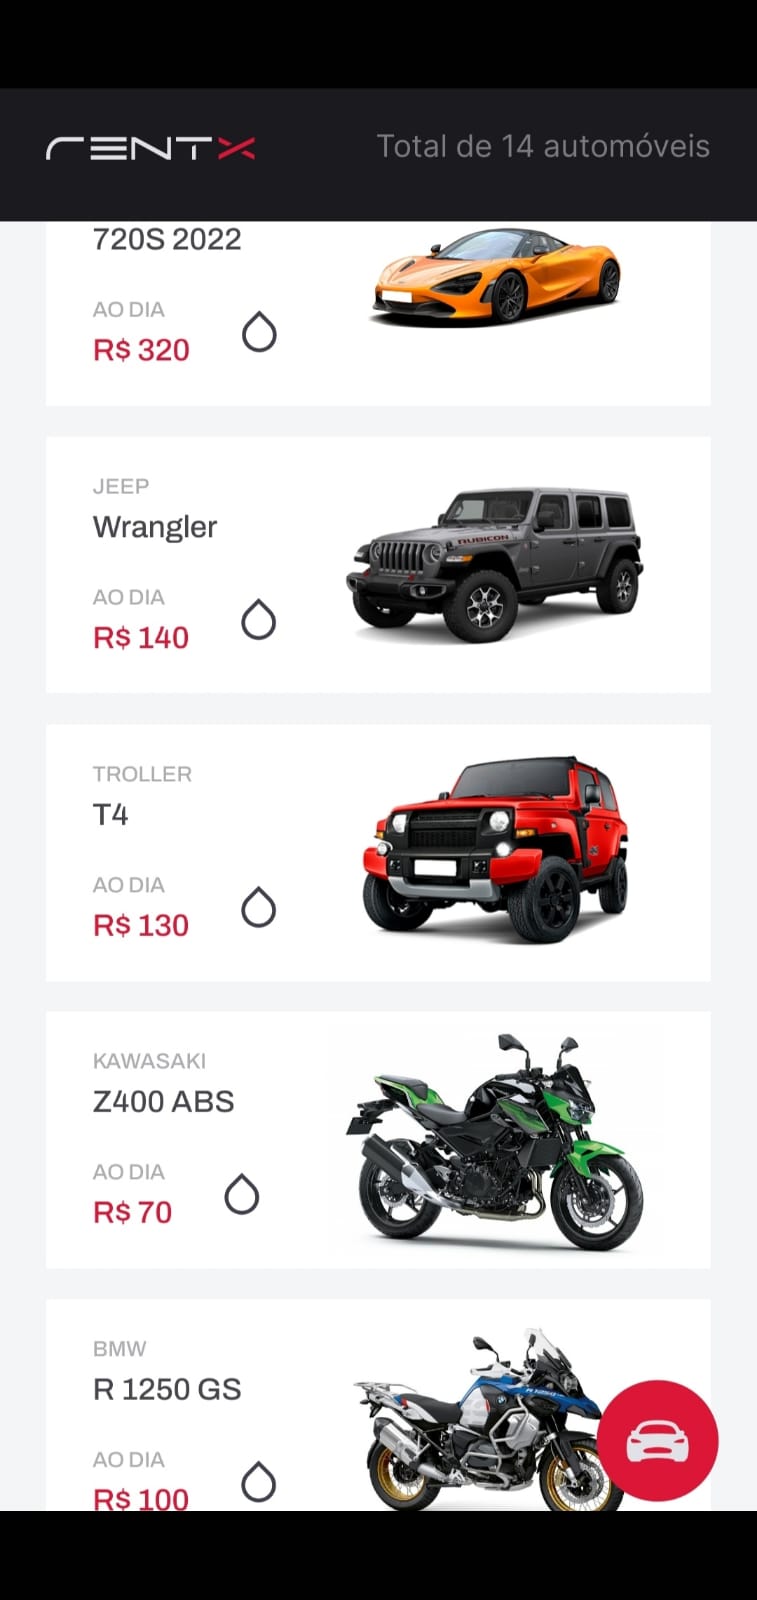 RENTX
Total de 14 automóveis
720S 2022
AO DIA
R$ 320
JEEP
Wrangler
RUBICON
AO DIA
R$ 140
TROLLER
T4
AO DIA
R$ 130
KAWASAKI
Z400 ABS
AO DIA
R$ 70
BMW
R 1250 GS
AO DIA
R$ 100